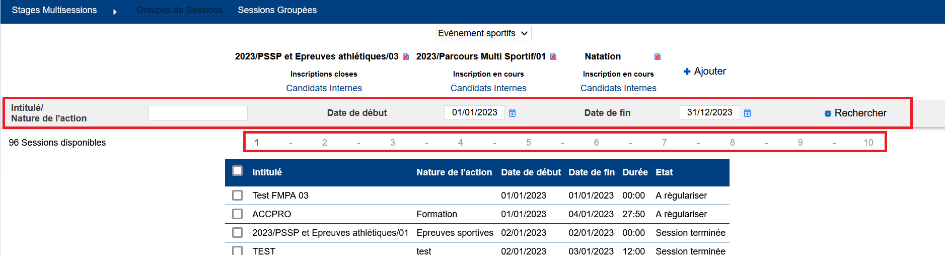 Stages Multisessions Groupes de Sessions Sessions Groupées
Evénement sportifs
2023/PSSP et Epreuves athlétiques/03 2023/Parcours Multi Sportif/01 Natation
Inscriptions closes Inscription en cours Inscription en cours
+ Ajouter
Candidats Internes Candidats Internes Candidats Internes
Intitulé/
Nature de l'action Date de début 01/01/2023 Date de fin 31/12/2023 Rechercher
96 Sessions disponibles 1 - 2 - 3 - 4 - 5 - 6 - 7 - 8 - 9 - 10
Intitulé Nature de l'action Date de début Date de fin Durée Etat
Test FMPA 03 01/01/2023 01/01/2023 00:00 A régulariser
ACCPRO Formation 01/01/2023 04/01/2023 27:50 A régulariser
2023/PSSP et Epreuves athlétiques/01 Epreuves sportives 02/01/2023 02/01/2023 00:00 Session terminée
TEST test 02/01/2023 03/01/2023 12:00 Session terminée